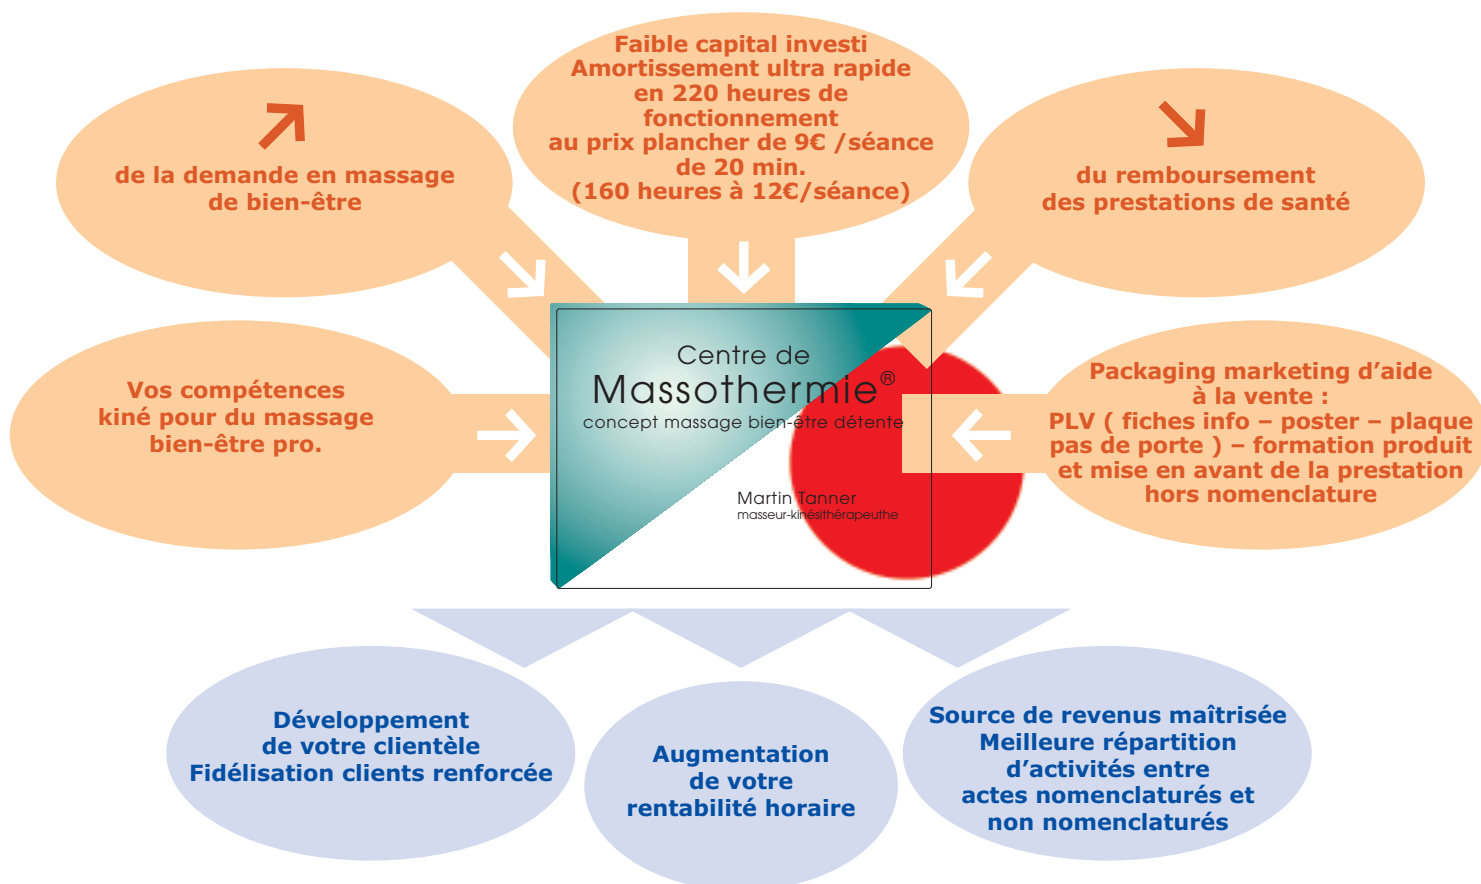 Faible capital investi
Amortissement ultra rapide
en 220 heures de
fonctionnement
au prix plancher de 9€ /séance
de 20 min.
(160 heures à 12€/séance)
de la demande en massage
de bien-être
du remboursement
des prestations de santé
Vos compétences
kiné pour du massage
bien-être pro.
Centre de
Massothermie®
concept massage bien-être détente
Martin Tanner
masseur-kinésithérapeuthe
Packaging marketing d’aide
à la vente :
PLV ( fiches info – poster – plaque
pas de porte ) – formation produit
et mise en avant de la prestation
hors nomenclature
Développement
de votre clientèle
Fidélisation clients renforcée
Augmentation
de votre
rentabilité horaire
Source de revenus maîtrisée
Meilleure répartition
d’activités entre
actes nomenclaturés et
non nomenclaturés